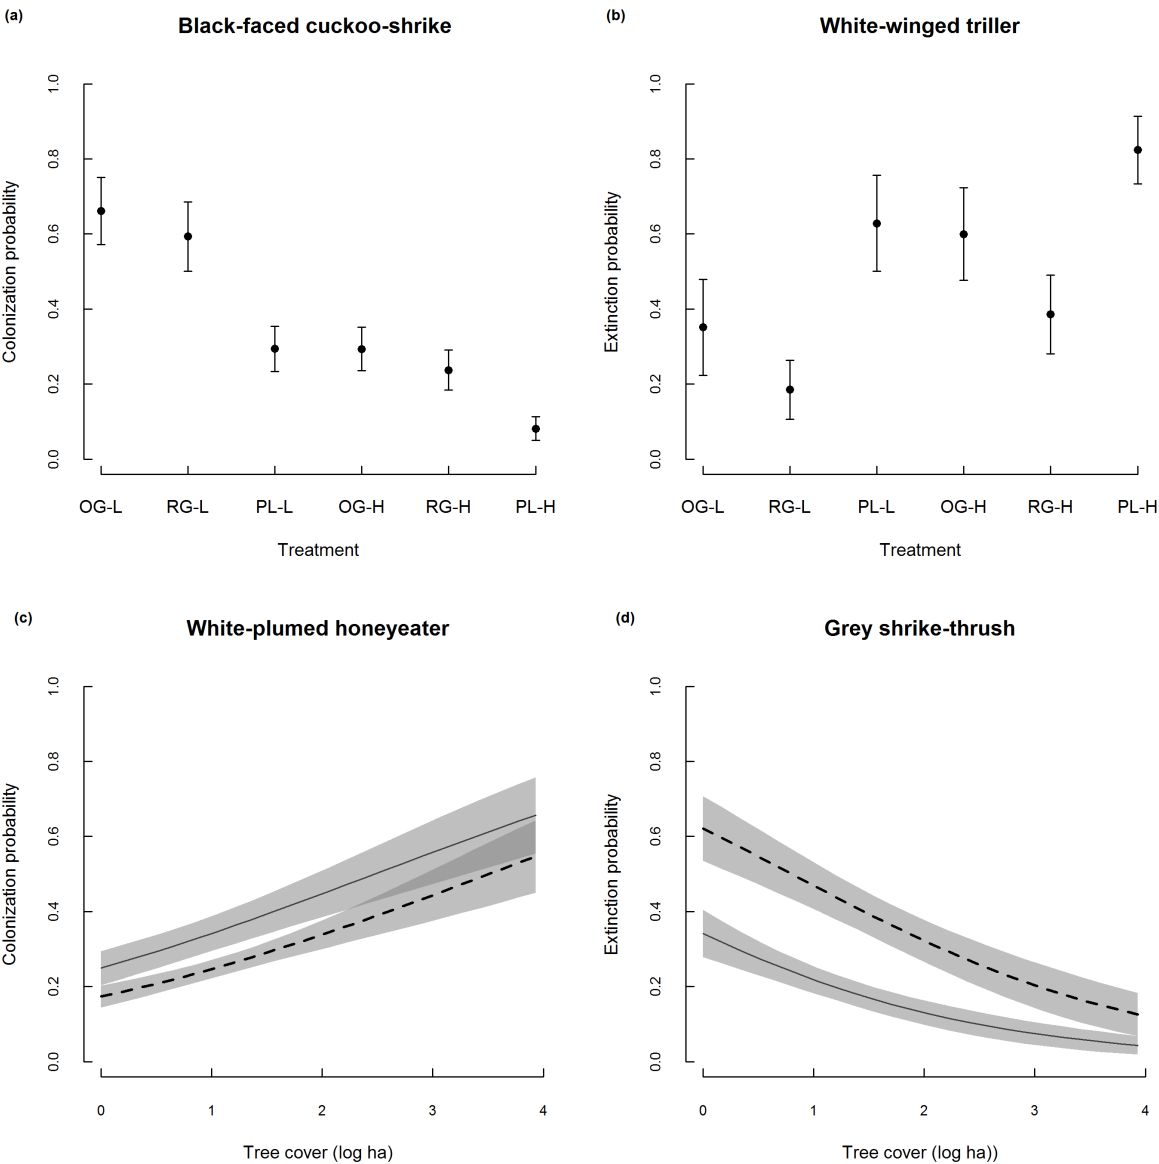 (a)
Black-faced cuckoo-shrike
Colonization probability
1.0
0.8
0.6
0.4
0.2
0.0
OG-L RG-L PL-L OG-H RG-H PL-H
Treatment
(b)
White-winged triller
Extinction probability
1.0
0.8
0.6
0.4
0.2
0.0
OG-L RG-L PL-L OG-H RG-H PL-H
Treatment
(c)
White-plumed honeyeater
Colonization probability
1.0
0.8
0.6
0.4
0.2
0.0
0 1 2 3 4
Tree cover (log ha)
(d)
Grey shrike-thrush
Extinction probability
1.0
0.8
0.6
0.4
0.2
0.0
0 1 2 3 4
Tree cover (log ha))